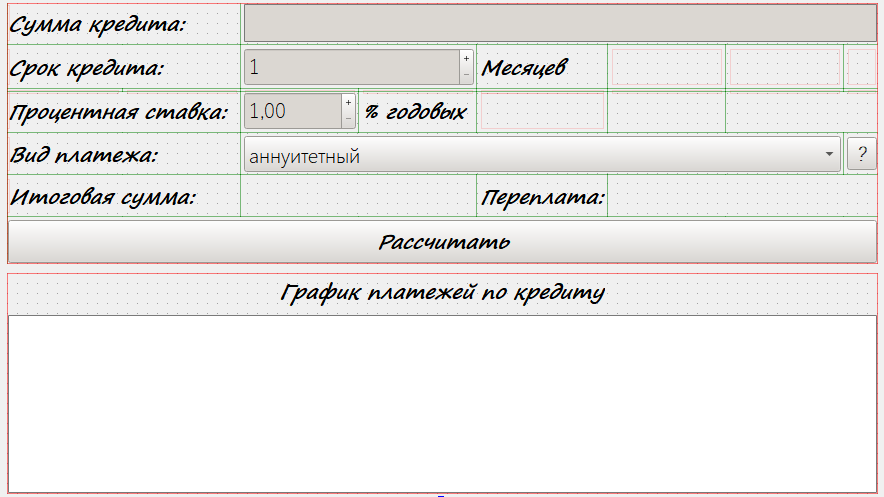 Сумма кредита:
Срок кредита: 1 Месяцев
Процентная ставка: 1,00 % годовых
Вид платежа: аннуитетный ?
Итоговая сумма: Переплата:
Рассчитать
График платежей по кредиту